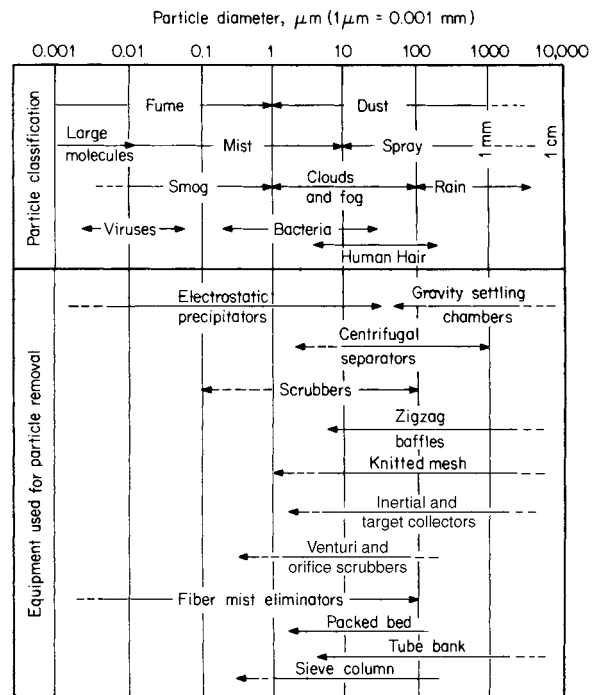 Particle diameter, μm (1μm = 0.001 mm)
0.001 0.01 0.1 1 10 100 1000 10,000
Particle classification
Fume Dust
Large
molecules
Mist Spray
1 mm
1 cm
Smog
Clouds
and fog
Rain
Viruses Bacteria
Human Hair
Equipment used for particle removal
Electrostatic
precipitators
Gravity settling
chambers
Centrifugal
separators
Scrubbers
Zigzag
baffles
Knitted mesh
Inertial and
target collectors
Venturi and
orifice scrubbers
Fiber mist eliminators
Packed bed
Tube bank
Sieve column